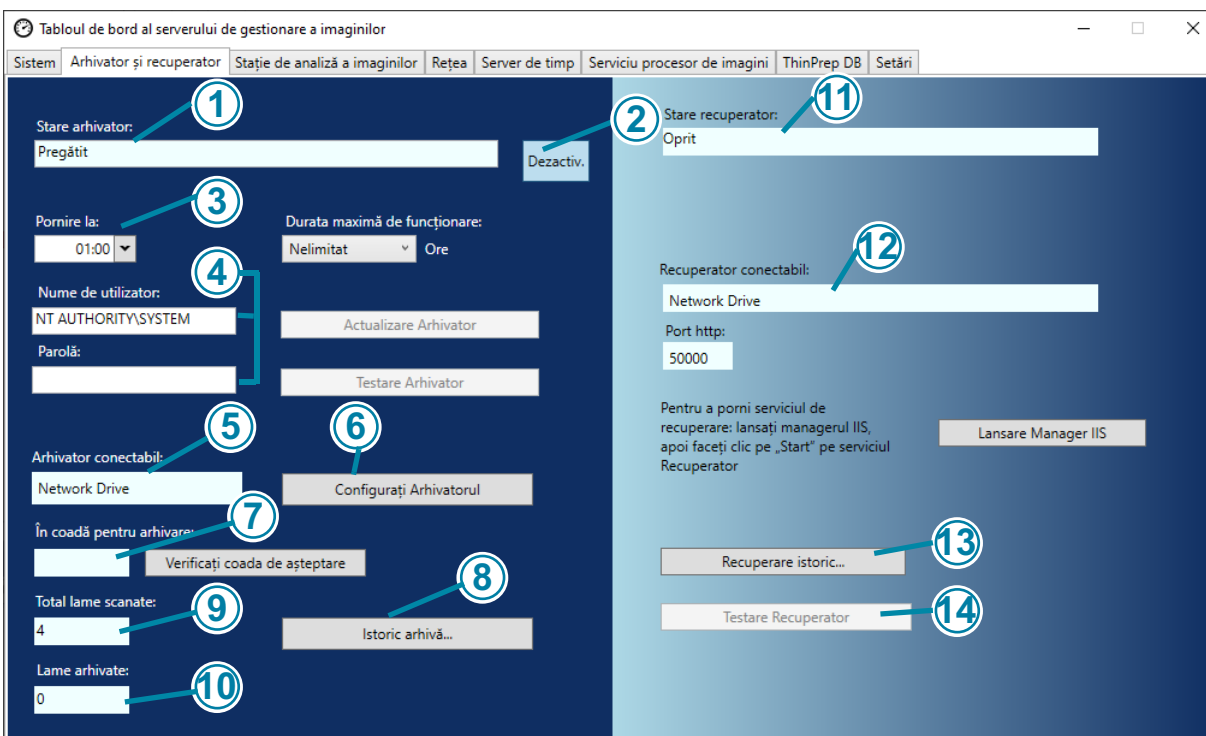 Tabloul de bord al serverului de gestionare a imaginilor
Sistem
Arhivator și recuperator
Stație de analiză a imaginilor
Rețea
Server de timp
Serviciu procesor de imagini
ThinPrep DB
Setări
1
Stare arhivator:
Pregătit
2
Dezactiv.
3
Pornire la:
01:00
Durata maximă de funcționare:
Nelimitat
Ore
4
Nume de utilizator:
NT AUTHORITY\SYSTEM
Actualizare Arhivator
Parolă:
Testare Arhivator
5
6
Arhivator conectabil:
Network Drive
Configurați Arhivatorul
7
În coadă pentru arhivare:
Verificați coada de așteptare
8
Total lame scanate:
9
4
Istoric arhivă...
Lame arhivate:
10
0
11
Stare recuperator:
Oprit
12
Recuperator conectabil:
Network Drive
Port http:
50000
Pentru a porni serviciul de
recuperare: lansați managerul IIS,
apoi faceți clic pe „Start” pe serviciul
Recuperator
Lansare Manager IIS
13
Recuperare istoric...
14
Testare Recuperator